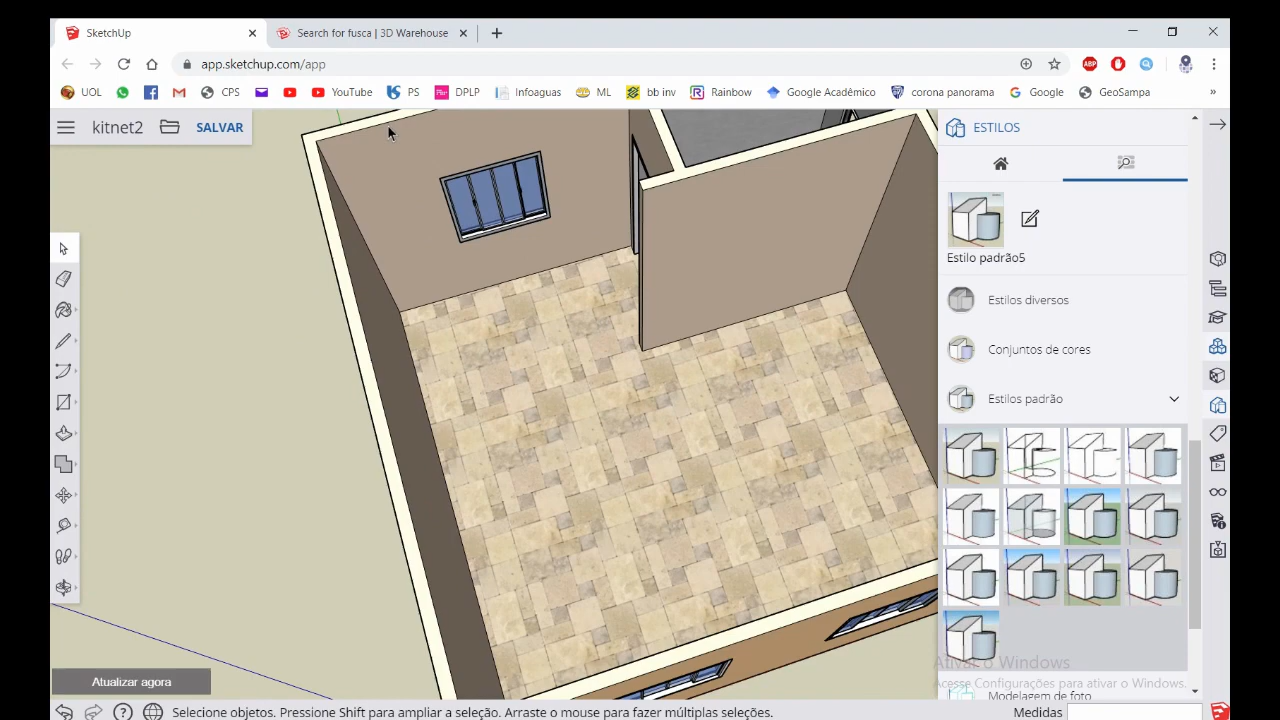 SketchUp
Search for fusca | 3D Warehouse
app.sketchup.com/app
ABP
UOL CPS YouTube PS DPLP Infoaguas ML bb inv Rainbow Google Acadêmico corona panorama Google GeoSampa »
kitnet2 SALVAR
ESTILOS
Estilo padrão5
Estilos diversos
Conjuntos de cores
Estilos padrão
Ativar o Windows
Acesse Configurações para ativar o Windows.
Modelagem de foto
Atualizar agora
Selecione objetos. Pressione Shift para ampliar a seleção. Arraste o mouse para fazer múltiplas seleções.
Medidas